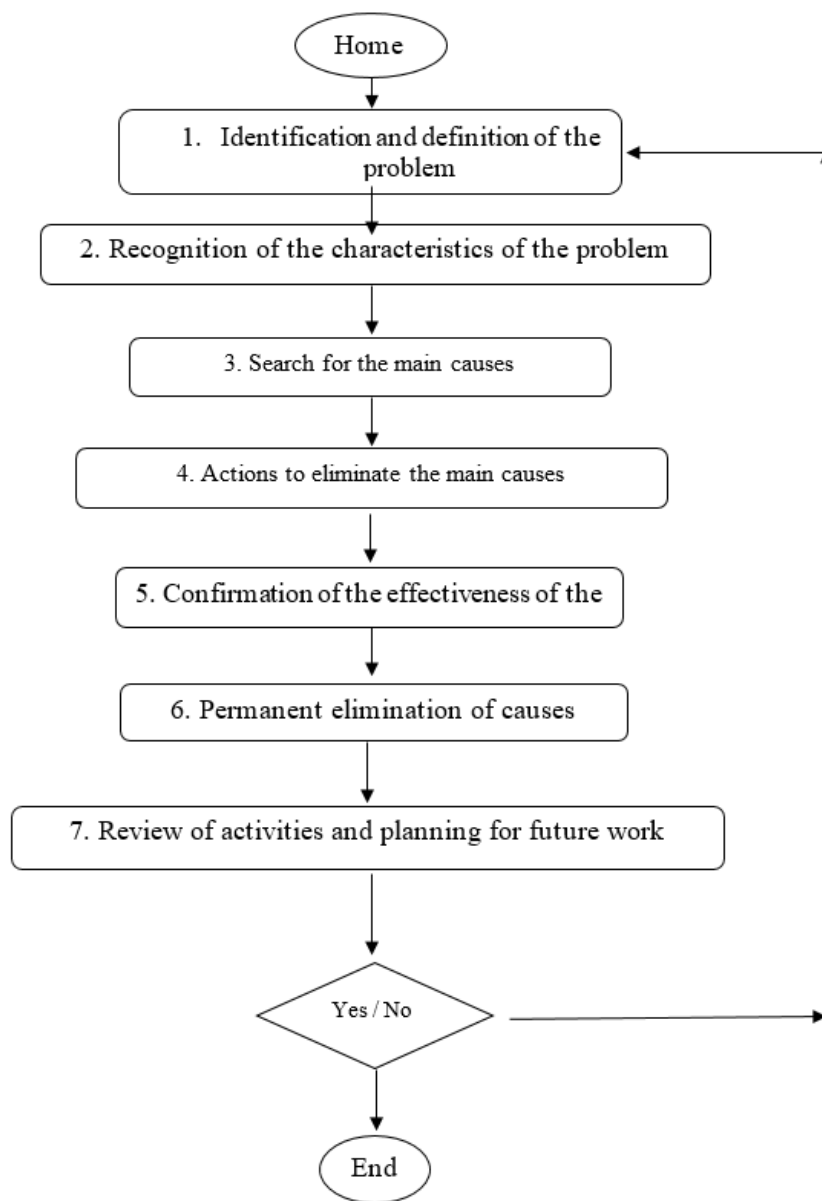 Home
1. Identification and definition of the
problem
2. Recognition of the characteristics of the problem
3. Search for the main causes
4. Actions to eliminate the main causes
5. Confirmation of the effectiveness of the
6. Permanent elimination of causes
7. Review of activities and planning for future work
Yes / No
End